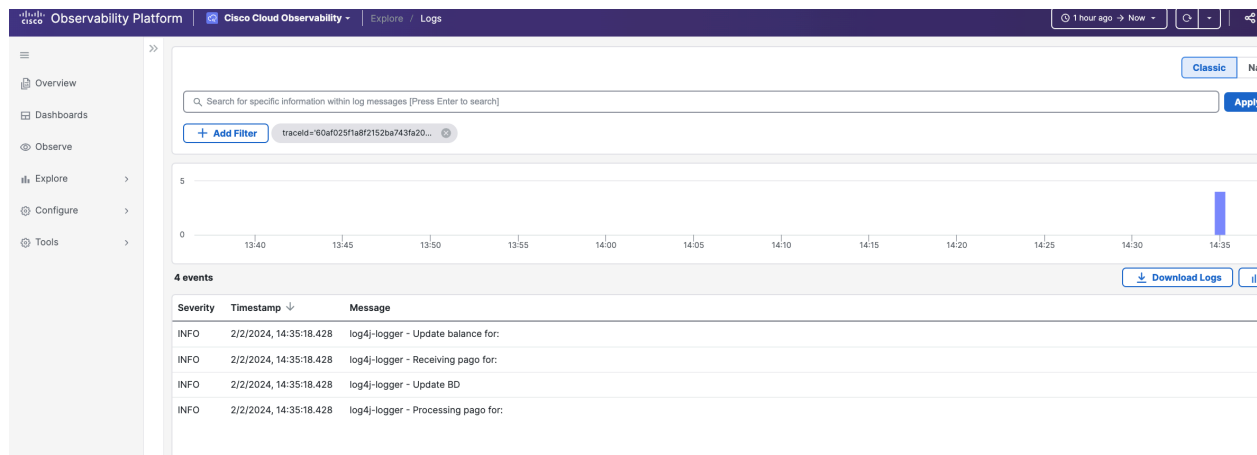 CISCO Observability Platform Cisco Cloud Observability Explore / Logs 1 hour ago → Now
Overview
Dashboards
Observe
Explore
Configure
Tools
Classic
Search for specific information within log messages [Press Enter to search] Apply
+ Add Filter traceId='60af025f1a8f2152ba743fa20...
5
0
13:40 13:45 13:50 13:55 14:00 14:05 14:10 14:15 14:20 14:25 14:30 14:35
4 events Download Logs
Severity Timestamp ↓ Message
INFO 2/2/2024, 14:35:18.428 log4j-logger - Update balance for:
INFO 2/2/2024, 14:35:18.428 log4j-logger - Receiving pago for:
INFO 2/2/2024, 14:35:18.428 log4j-logger - Update BD
INFO 2/2/2024, 14:35:18.428 log4j-logger - Processing pago for: